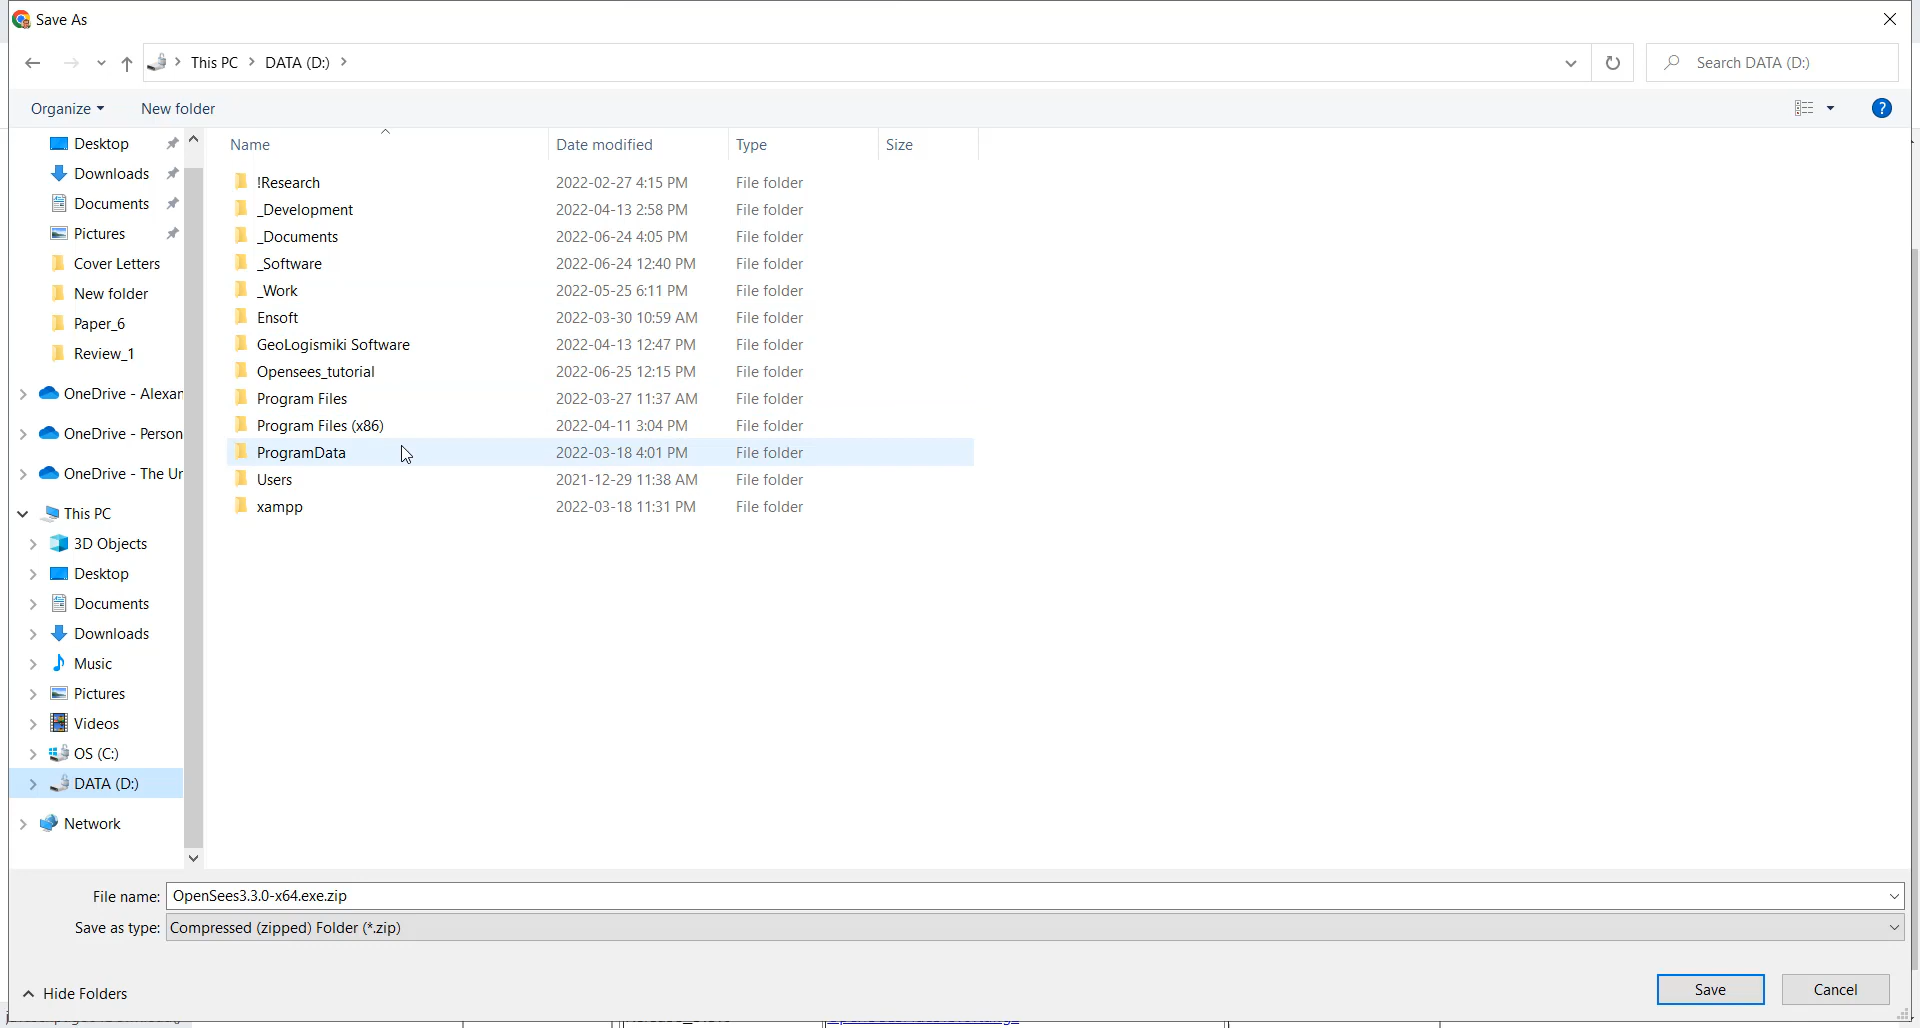 Save As
This PC > DATA (D:) >
Search DATA (D:)
Organize
New folder
Desktop
Downloads
Documents
Pictures
Cover Letters
New folder
Paper_6
Review_1
OneDrive - Alexan
OneDrive - Person
OneDrive - The Ur
This PC
3D Objects
Desktop
Documents
Downloads
Music
Pictures
Videos
OS (C:)
DATA (D:)
Network
Name Date modified Type Size
!Research 2022-02-27 4:15 PM File folder
_Development 2022-04-13 2:58 PM File folder
_Documents 2022-06-24 4:05 PM File folder
_Software 2022-06-24 12:40 PM File folder
_Work 2022-05-25 6:11 PM File folder
Ensoft 2022-03-30 10:59 AM File folder
GeoLogismiki Software 2022-04-13 12:47 PM File folder
Opensees_tutorial 2022-06-25 12:15 PM File folder
Program Files 2022-03-27 11:37 AM File folder
Program Files (x86) 2022-04-11 3:04 PM File folder
ProgramData 2022-03-18 4:01 PM File folder
Users 2021-12-29 11:38 AM File folder
xampp 2022-03-18 11:31 PM File folder
File name: OpenSees3.3.0-x64.exe.zip
Save as type: Compressed (zipped) Folder (*.zip)
Hide Folders
Save
Cancel